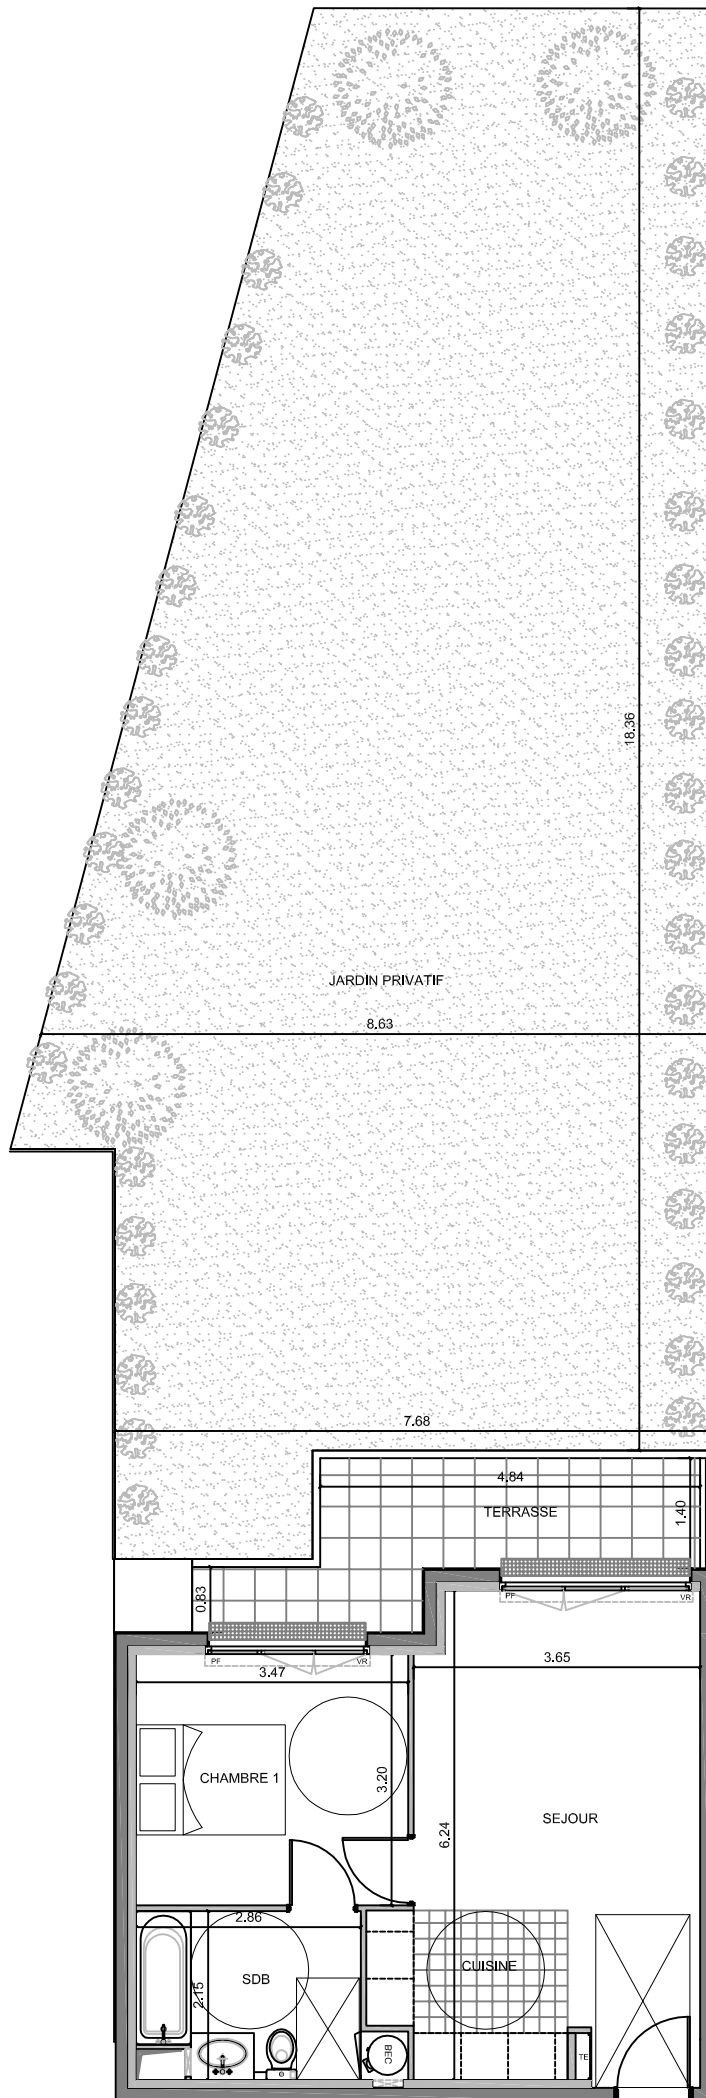 18.36
JARDIN PRIVATIF
8.63
7.68
4.84
TERRASSE
1.40
0.83
PF
VR
PF
VR
3.47
3.65
CHAMBRE 1
3.20
SEJOUR
6.24
2.86
SDB
CUISINE
2.15
BEC
TE